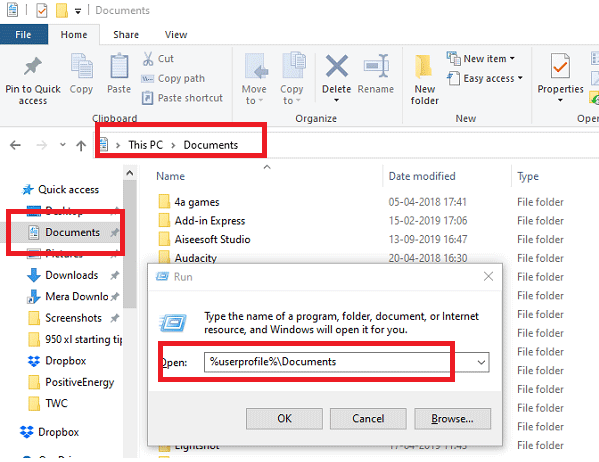 Documents
File
Home
Share
View
Pin to Quick access
Copy
Paste
Cut
Copy path
Paste shortcut
Clipboard
Move to
Copy to
Delete
Rename
Organize
New folder
New item
Easy access
New
Properties
Open
This PC > Documents
Quick access
Desktop
Documents
Pictures
Downloads
Mera Downlo
Screenshots
950 xl starting tip
Dropbox
PositiveEnergy
TWC
Dropbox
Name Date modified Type
4a games 05-04-2018 17:41 File folder
Add-in Express 15-02-2019 17:06 File folder
Aiseesoft Studio 13-09-2019 16:47 File folder
Audacity 20-04-2018 16:30 File folder
File folder
File folder
File folder
File folder
File folder
File folder
File folder
File folder
Lightshot 17-04-2019 11:45 File folder
Run
Type the name of a program, folder, document, or Internet
resource, and Windows will open it for you.
Open: %userprofile%\Documents
OK Cancel Browse...